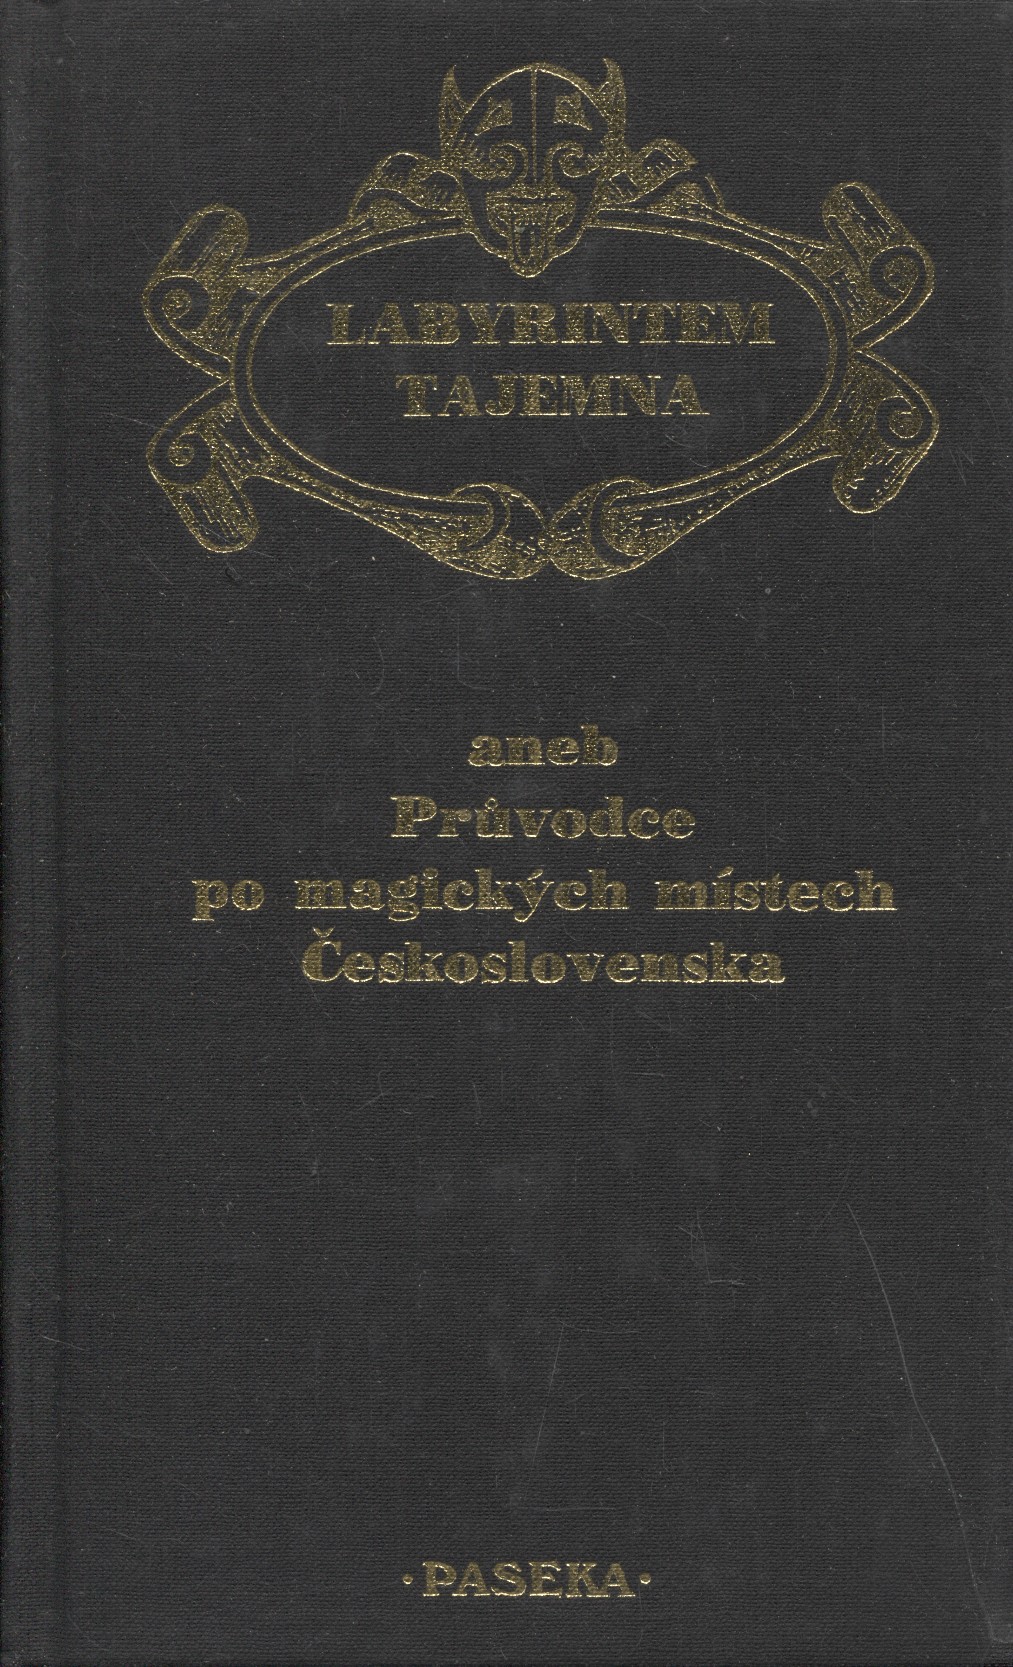 LABYRINTEM
TAJEMNA
aneb
Průvodce
po magických místech
Československa
·PASEKA·